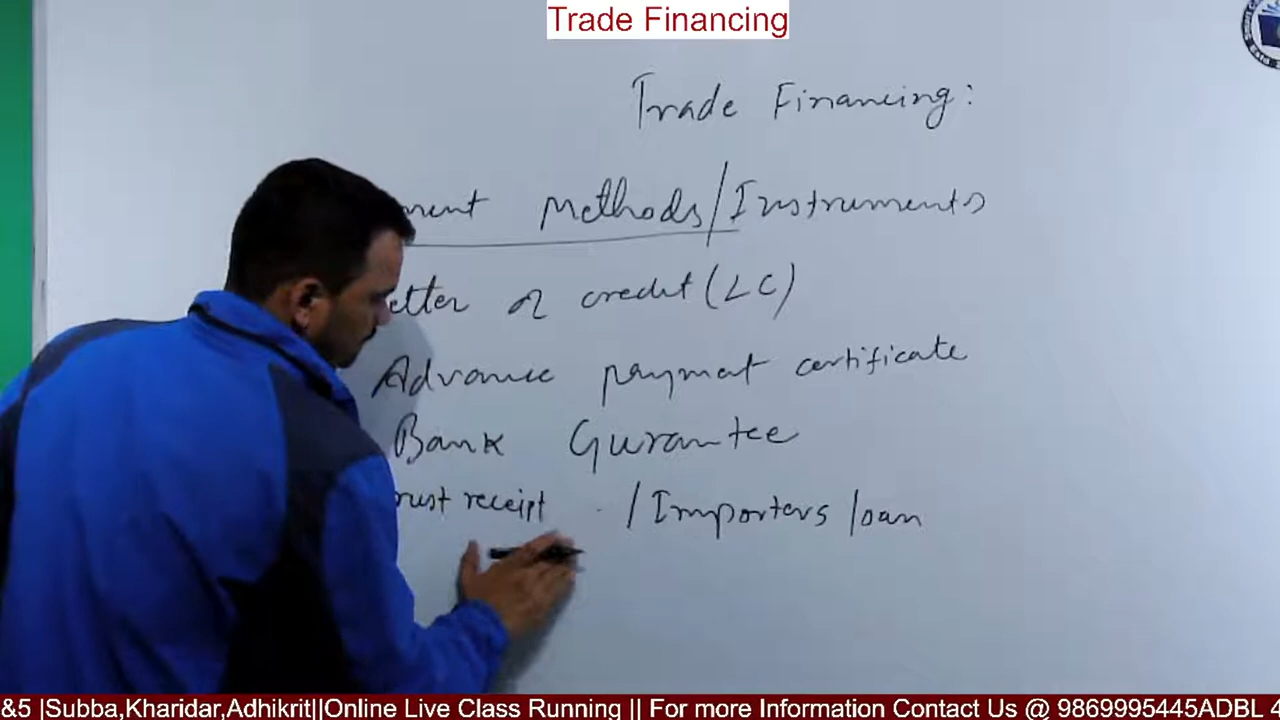 Trade Financing
Trade Financing:
ment Methods/Instruments
etter of credit (LC)
Advance payment certificate
Bank Gurantee
rust receipt / Importers loan
&5 |Subba,Kharidar,Adhikrit||Online Live Class Running || For more Information Contact Us @ 9869995445ADBL 4